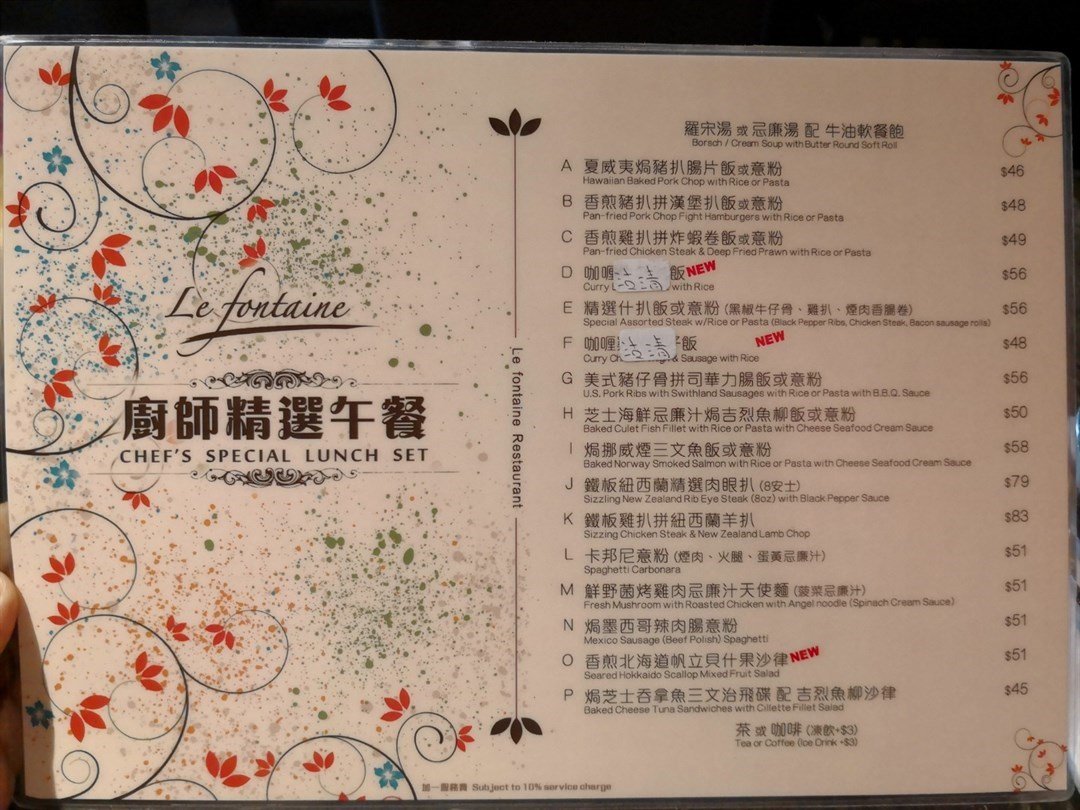 Le fontaine
廚師精選午餐
CHEF'S SPECIAL LUNCH SET
Le fontaine Restaurant
羅宋湯 或 忌廉湯 配 牛油軟餐飽
Borsch / Cream Soup with Butter Round Soft Roll
A 夏威夷焗豬扒腸片飯或意粉 $46
Hawaiian Baked Pork Chop with Rice or Pasta
B 香煎豬扒拼漢堡扒飯或意粉 $48
Pan-fried Pork Chop Fight Hamburgers with Rice or Pasta
C 香煎雞扒拼炸蝦卷飯或意粉 $49
Pan-fried Chicken Steak & Deep Fried Prawn with Rice or Pasta
D 咖喱 沽清 飯 NEW $56
Curry with Rice
E 精選什扒飯或意粉 (黑椒牛仔骨、雞扒、煙肉香腸卷) $56
Special Assorted Steak w/Rice or Pasta (Black Pepper Ribs, Chicken Steak, Bacon sausage rolls)
F 咖喱 沽清 飯 NEW $48
Curry & Sausage with Rice
G 美式豬仔骨拼司華力腸飯或意粉 $56
U.S. Pork Ribs with Swithland Sausages with Rice or Pasta with B.B.Q. Sauce
H 芝士海鮮忌廉汁焗吉烈魚柳飯或意粉 $50
Baked Culet Fish Fillet with Rice or Pasta with Cheese Seafood Cream Sauce
I 焗挪威煙三文魚飯或意粉 $58
Baked Norway Smoked Salmon with Rice or Pasta with Cheese Seafood Cream Sauce
J 鐵板紐西蘭精選肉眼扒 (8安士) $79
Sizzling New Zealand Rib Eye Steak (8oz) with Black Pepper Sauce
K 鐵板雞扒拼紐西蘭羊扒 $83
Sizzing Chicken Steak & New Zealand Lamb Chop
L 卡邦尼意粉 (煙肉、火腿、蛋黃忌廉汁) $51
Spaghetti Carbonara
M 鮮野菌烤雞肉忌廉汁天使麵 (菠菜忌廉汁) $51
Fresh Mushroom with Roasted Chicken with Angel noodle (Spinach Cream Sauce)
N 焗墨西哥辣肉腸意粉 $51
Mexico Sausage (Beef Polish) Spaghetti
O 香煎北海道帆立貝什果沙律 NEW $51
Seared Hokkaido Scallop Mixed Fruit Salad
P 焗芝士吞拿魚三文治飛碟 配 吉烈魚柳沙律 $45
Baked Cheese Tuna Sandwiches with Cillette Fillet Salad
茶 或 咖啡 (凍飲+$3)
Tea or Coffee (Ice Drink +$3)
加一服務費 Subject to 10% service charge